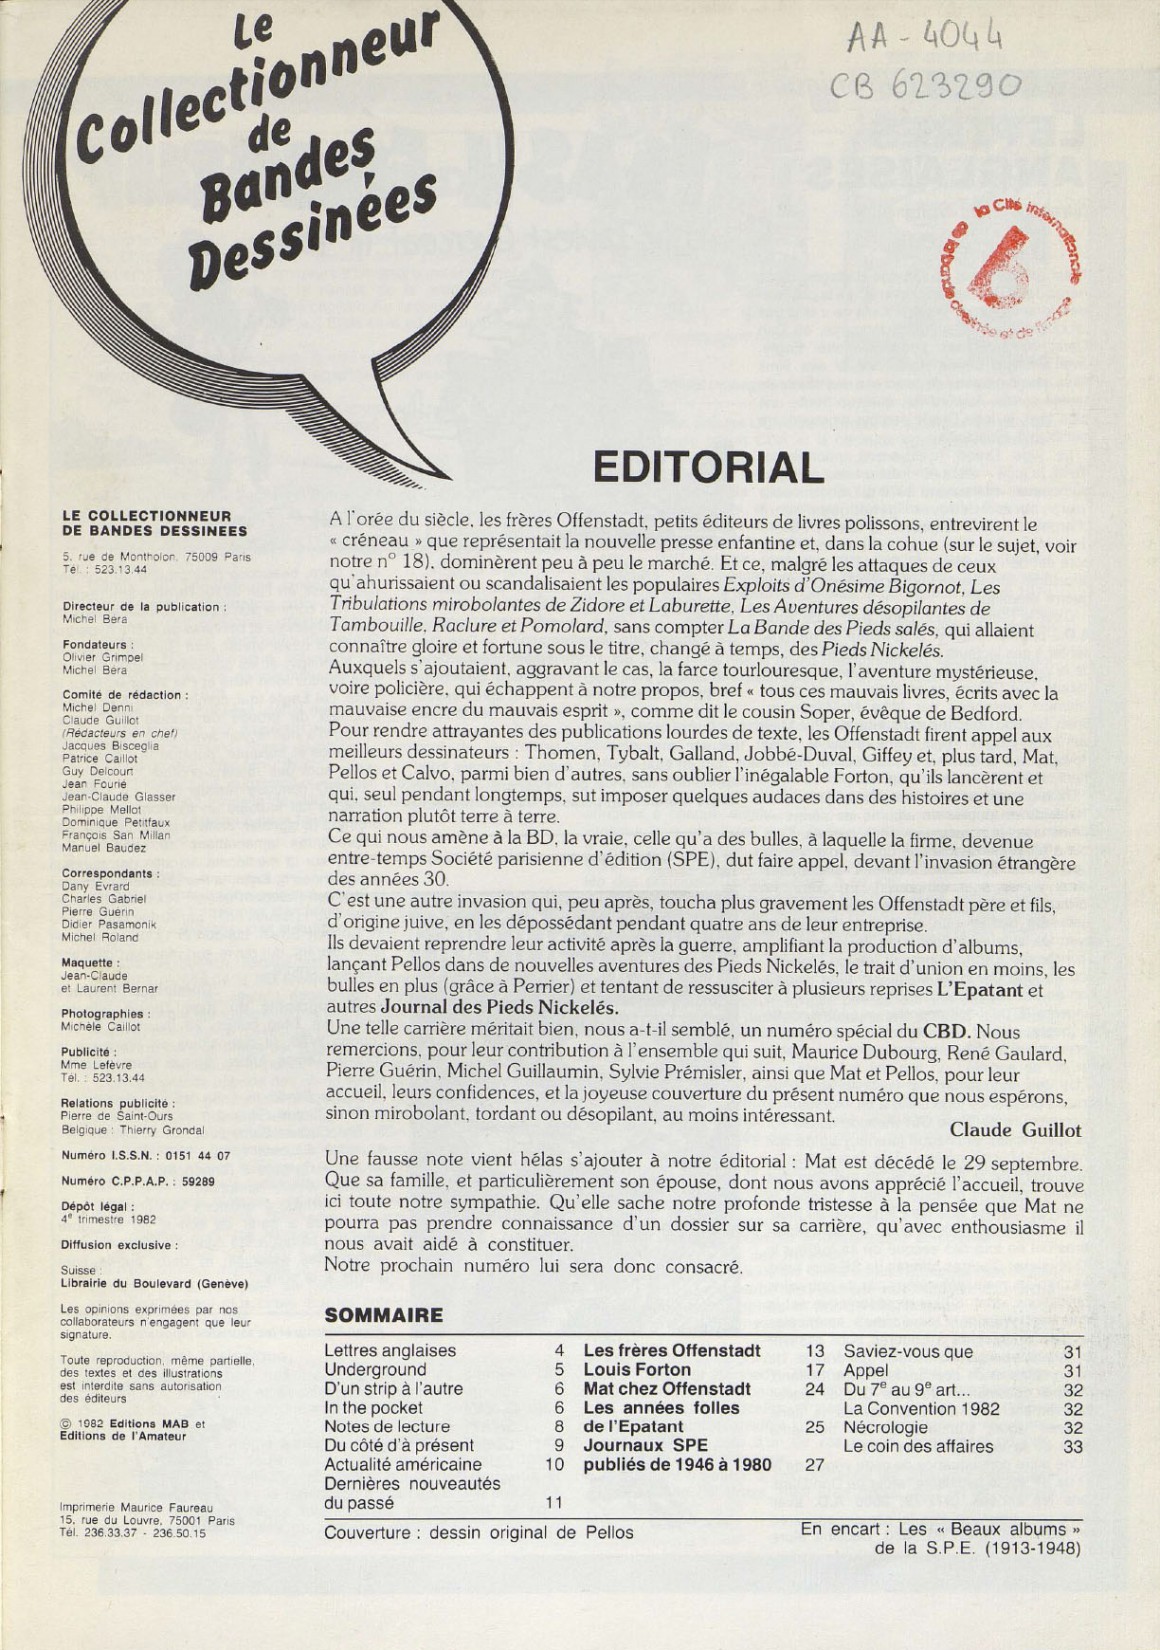 Le
Collectionneur
de
Bandes
Dessinées
AA - 4044
CB 623290
la Cité internationale de la bande dessinée et de l'image
EDITORIAL
LE COLLECTIONNEUR
DE BANDES DESSINEES
5, rue de Montholon, 75009 Paris
Tél. : 523.13.44
Directeur de la publication :
Michel Béra
Fondateurs :
Olivier Grimpel
Michel Bera
Comité de rédaction :
Michel Denni
Claude Guillot
(Rédacteurs en chef)
Jacques Bisceglia
Patrice Caillot
Guy Delcourt
Jean Fourié
Jean-Claude Glasser
Philippe Mellot
Dominique Petitfaux
François San Millan
Manuel Baudez
Correspondants :
Dany Evrard
Charles Gabriel
Pierre Guerin
Didier Pasamonik
Michel Roland
Maquette :
Jean-Claude
et Laurent Bernar
Photographies :
Michèle Caillot
Publicité :
Mme Lefèvre
Tél. : 523.13.44
Relations publicité :
Pierre de Saint-Ours
Belgique : Thierry Grondal
Numéro I.S.S.N. : 0151 44 07
Numéro C.P.P.A.P. : 59289
Dépôt légal :
4e trimestre 1982
Diffusion exclusive :
Suisse :
Librairie du Boulevard (Genève)
Les opinions exprimées par nos
collaborateurs n'engagent que leur
signature.
Toute reproduction, même partielle,
des textes et des illustrations
est interdite sans autorisation
des éditeurs
© 1982 Editions MAB et
Editions de l'Amateur
Imprimerie Maurice Faureau
15, rue du Louvre, 75001 Paris
Tél. 236.33.37 - 236.50.15
A l'orée du siècle, les frères Offenstadt, petits éditeurs de livres polissons, entrevirent le
« créneau » que représentait la nouvelle presse enfantine et, dans la cohue (sur le sujet, voir
notre n° 18), dominèrent peu à peu le marché. Et ce, malgré les attaques de ceux
qu'ahurissaient ou scandalisaient les populaires Exploits d'Onésime Bigornot, Les
Tribulations mirobolantes de Zidore et Laburette, Les Aventures désopilantes de
Tambouille, Raclure et Pomolard, sans compter La Bande des Pieds salés, qui allaient
connaître gloire et fortune sous le titre, changé à temps, des Pieds Nickelés.
Auxquels s'ajoutaient, aggravant le cas, la farce tourlouresque, l'aventure mystérieuse,
voire policière, qui échappent à notre propos, bref « tous ces mauvais livres, écrits avec la
mauvaise encre du mauvais esprit », comme dit le cousin Soper, évêque de Bedford.
Pour rendre attrayantes des publications lourdes de texte, les Offenstadt firent appel aux
meilleurs dessinateurs : Thomen, Tybalt, Galland, Jobbé-Duval, Giffey et, plus tard, Mat,
Pellos et Calvo, parmi bien d'autres, sans oublier l'inégalable Forton, qu'ils lancèrent et
qui, seul pendant longtemps, sut imposer quelques audaces dans des histoires et une
narration plutôt terre à terre.
Ce qui nous amène à la BD, la vraie, celle qu'a des bulles, à laquelle la firme, devenue
entre-temps Société parisienne d'édition (SPE), dut faire appel, devant l'invasion étrangère
des années 30.
C'est une autre invasion qui, peu après, toucha plus gravement les Offenstadt père et fils,
d'origine juive, en les dépossédant pendant quatre ans de leur entreprise.
Ils devaient reprendre leur activité après la guerre, amplifiant la production d'albums,
lançant Pellos dans de nouvelles aventures des Pieds Nickelés, le trait d'union en moins, les
bulles en plus (grâce à Perrier) et tentant de ressusciter à plusieurs reprises L'Epatant et
autres Journal des Pieds Nickelés.
Une telle carrière méritait bien, nous a-t-il semblé, un numéro spécial du CBD. Nous
remercions, pour leur contribution à l'ensemble qui suit, Maurice Dubourg, René Gaulard,
Pierre Guérin, Michel Guillaumin, Sylvie Prémisler, ainsi que Mat et Pellos, pour leur
accueil, leurs confidences, et la joyeuse couverture du présent numéro que nous espérons,
sinon mirobolant, tordant ou désopilant, au moins intéressant.
Claude Guillot
Une fausse note vient hélas s'ajouter à notre éditorial : Mat est décédé le 29 septembre.
Que sa famille, et particulièrement son épouse, dont nous avons apprécié l'accueil, trouve
ici toute notre sympathie. Qu'elle sache notre profonde tristesse à la pensée que Mat ne
pourra pas prendre connaissance d'un dossier sur sa carrière, qu'avec enthousiasme il
nous avait aidé à constituer.
Notre prochain numéro lui sera donc consacré.
SOMMAIRE
Lettres anglaises 4
Underground 5
D'un strip à l'autre 6
In the pocket 6
Notes de lecture 8
Du côté d'à présent 9
Actualité américaine 10
Dernières nouveautés
du passé 11
Les frères Offenstadt 13
Louis Forton 17
Mat chez Offenstadt 24
Les années folles
de l'Epatant 25
Journaux SPE
publiés de 1946 à 1980 27
Saviez-vous que 31
Appel 31
Du 7e au 9e art... 32
La Convention 1982 32
Nécrologie 32
Le coin des affaires 33
Couverture : dessin original de Pellos
En encart : Les « Beaux albums »
de la S.P.E. (1913-1948)